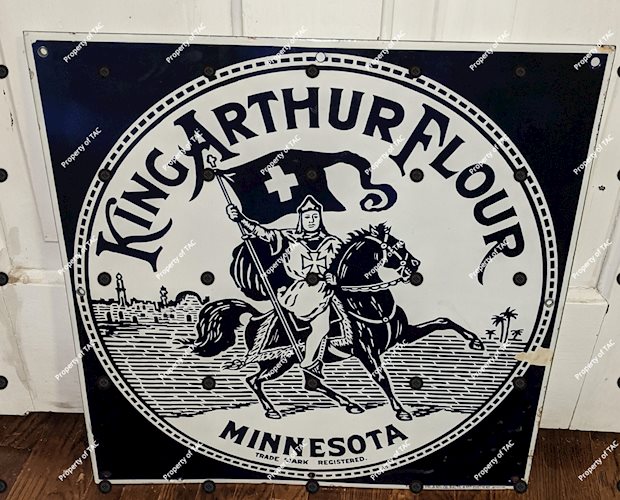 KING ARTHUR FLOUR
MINNESOTA
TRADE MARK REGISTERED.
Property of TAC